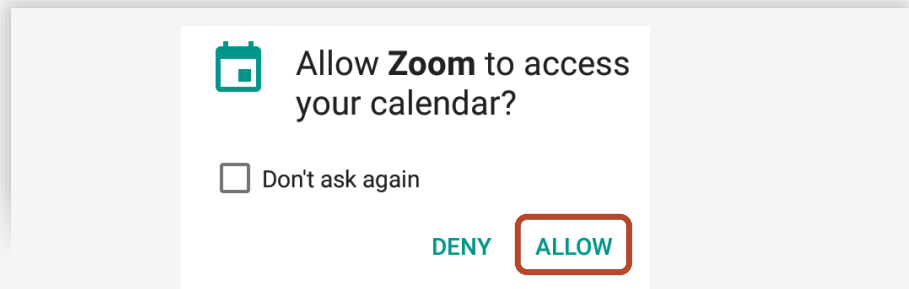 Allow Zoom to access
your calendar?
Don't ask again
DENY ALLOW